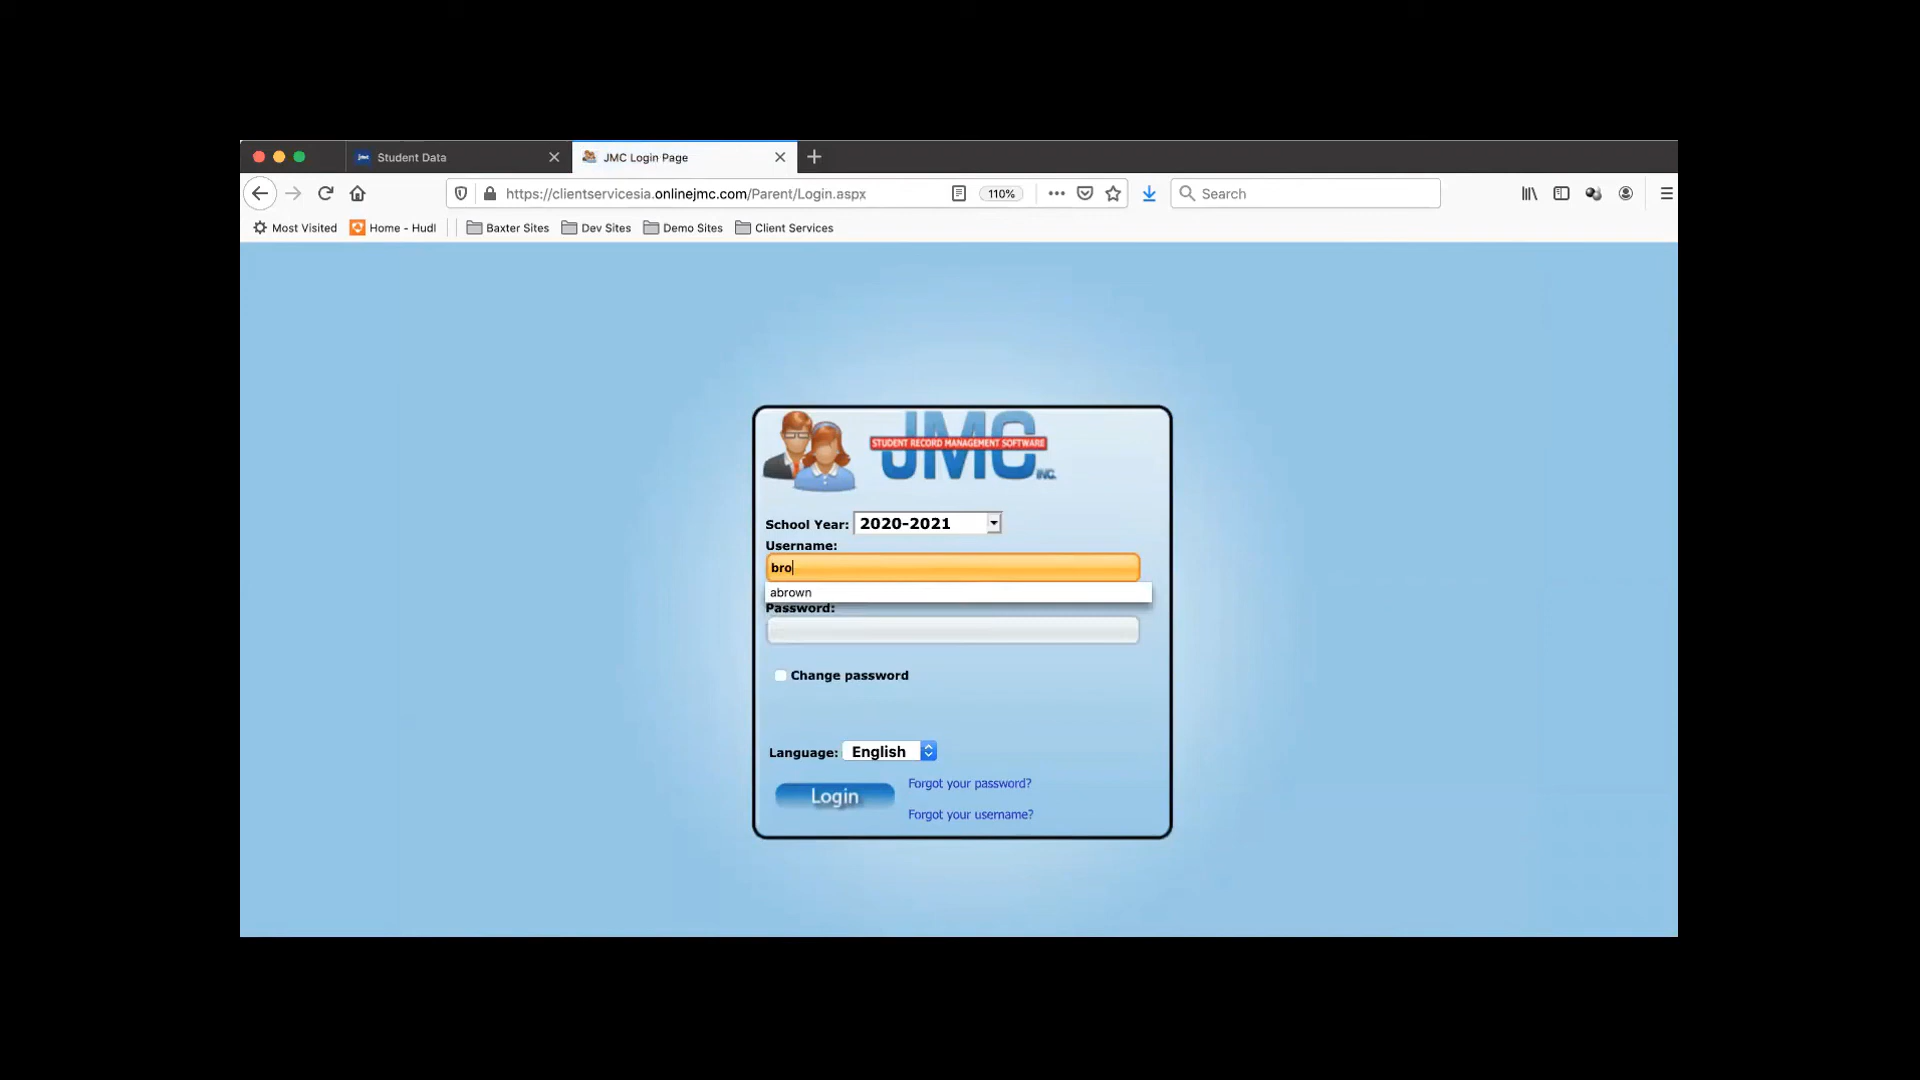 Student Data
JMC Login Page
https://clientservicesia.onlinejmc.com/Parent/Login.aspx
110%
Search
Most Visited
Home - Hudl
Baxter Sites
Dev Sites
Demo Sites
Client Services
JMC
STUDENT RECORD MANAGEMENT SOFTWARE
INC.
School Year: 2020-2021
Username:
bro
abrown
Password:
Change password
Language: English
Forgot your password?
Login
Forgot your username?